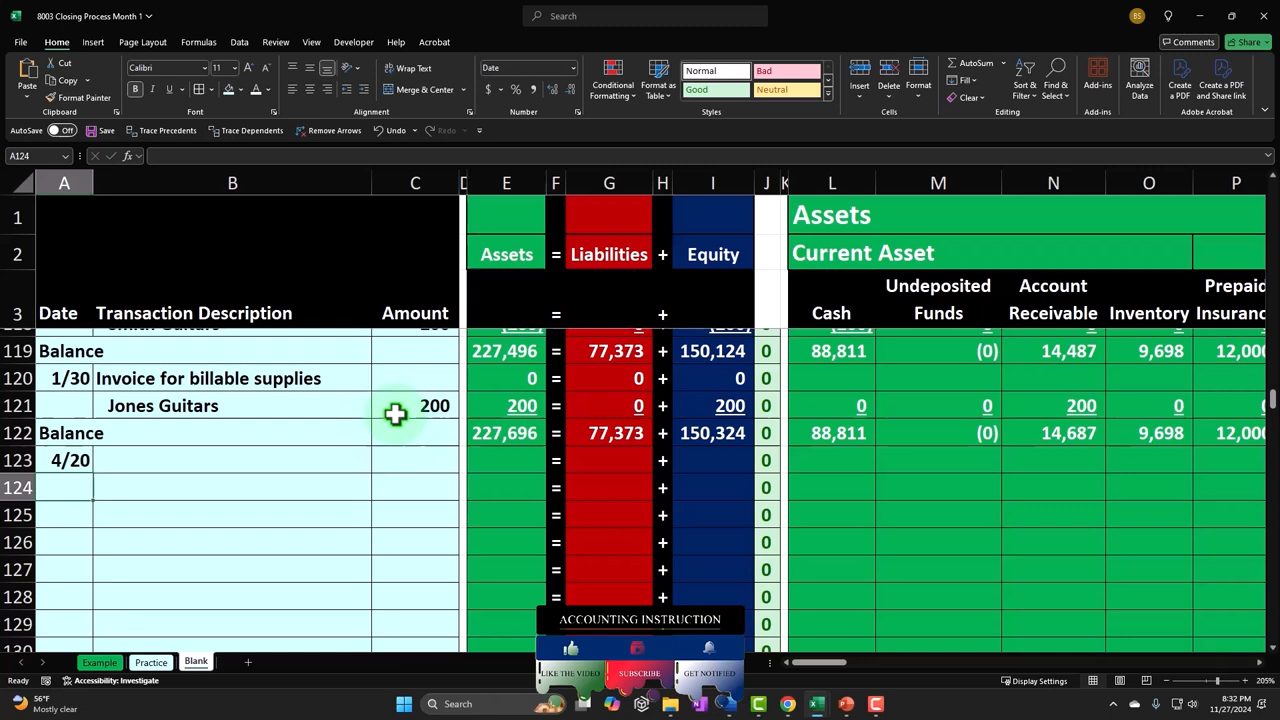 8003 Closing Process Month 1
Search
BS
File Home Insert Page Layout Formulas Data Review View Developer Help Acrobat
Comments Share
Paste
Cut
Copy
Format Painter
Clipboard
Calibri 11
B I U
Font
Wrap Text
Merge & Center
Alignment
Date
$ % ,
Number
Conditional Formatting
Format as Table
Normal Bad
Good Neutral
Styles
Insert Delete Format
Cells
AutoSum
Fill
Clear
Sort & Filter
Find & Select
Editing
Add-ins
Add-ins
Analyze Data
Create a PDF
Create a PDF and Share link
Adobe Acrobat
AutoSave Off Save Trace Precedents Trace Dependents Remove Arrows Undo Redo
A124 fx
A B C D E F G H I J K L M N O P
1 Assets
2 Assets = Liabilities + Equity Current Asset
3 Date Transaction Description Amount = + Cash Undeposited Funds Account Receivable Inventory Prepaid
119 Balance 227,496 = 77,373 + 150,124 0 88,811 (0) 14,487 9,698 12,00
120 1/30 Invoice for billable supplies 0 = 0 + 0 0
121 Jones Guitars 200 200 = 0 + 200 0 0 0 200 0
122 Balance 227,696 = 77,373 + 150,324 0 88,811 (0) 14,687 9,698 12,00
123 4/20 = + 0
124 = + 0
125 = + 0
126 = + 0
127 = + 0
128 = + 0
129 0
ACCOUNTING INSTRUCTION
LIKE THE VIDEO SUBSCRIBE GET NOTIFIED
Example Practice Blank
Ready Accessibility: Investigate Display Settings 205%
56°F
Mostly clear
Search
8:32 PM
11/27/2024